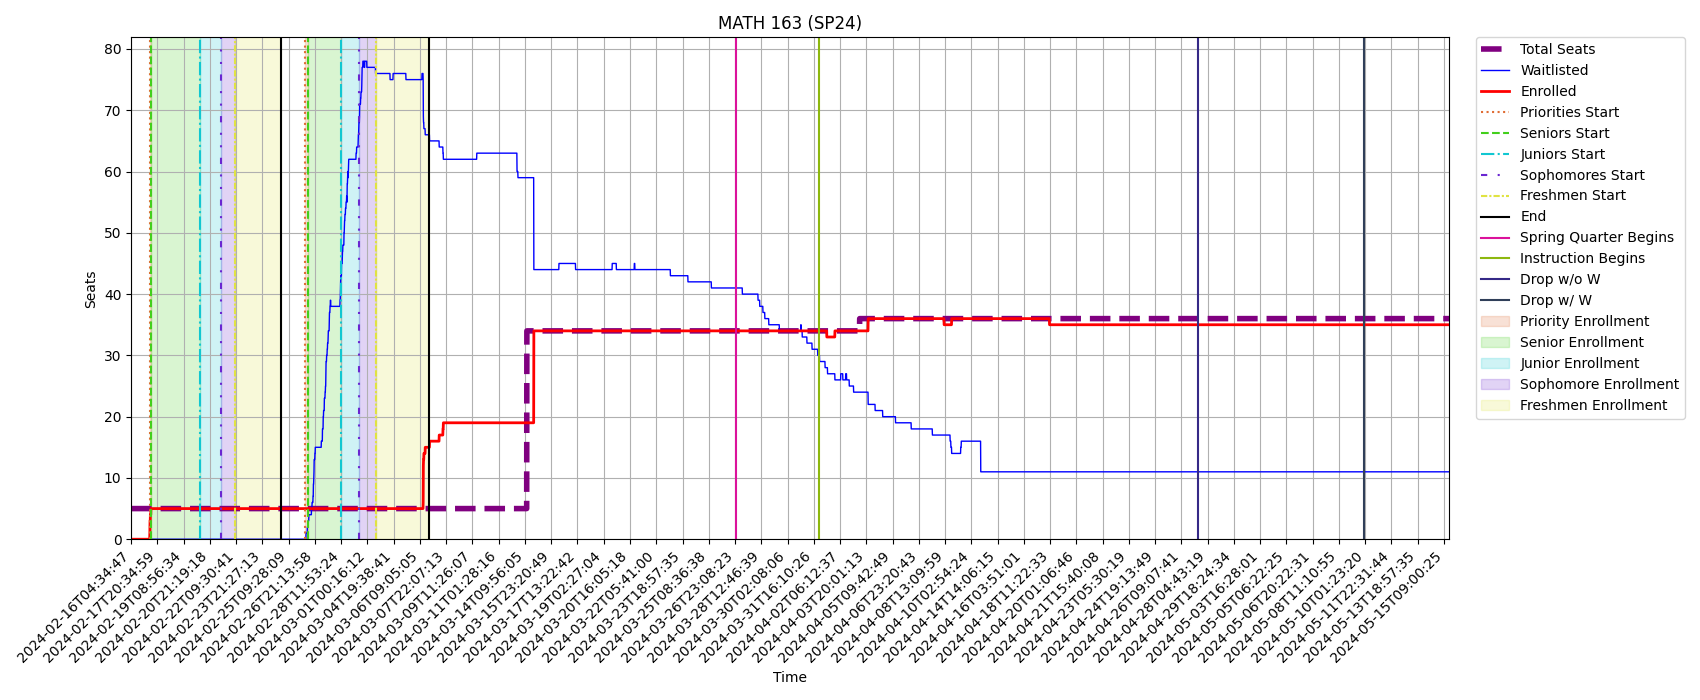 MATH 163 (SP24)
Seats
80
70
60
50
40
30
20
10
0
2024-02-16T04:34:47
2024-02-17T20:34:59
2024-02-19T08:56:34
2024-02-20T21:19:18
2024-02-22T09:30:41
2024-02-23T21:27:13
2024-02-25T09:28:09
2024-02-26T21:13:58
2024-02-28T11:53:24
2024-03-01T00:16:12
2024-03-04T19:38:41
2024-03-06T09:05:05
2024-03-07T22:07:13
2024-03-09T11:26:07
2024-03-11T01:28:16
2024-03-14T09:56:05
2024-03-15T23:20:49
2024-03-17T13:22:42
2024-03-19T02:27:04
2024-03-20T16:05:18
2024-03-22T05:41:00
2024-03-23T18:57:35
2024-03-25T08:36:38
2024-03-26T23:08:23
2024-03-28T12:46:39
2024-03-30T02:08:06
2024-03-31T16:10:26
2024-04-02T06:12:37
2024-04-03T20:01:13
2024-04-05T09:42:49
2024-04-06T23:20:43
2024-04-08T13:09:59
2024-04-10T02:54:24
2024-04-14T14:06:15
2024-04-16T03:51:01
2024-04-18T11:22:33
2024-04-20T01:06:46
2024-04-21T15:40:08
2024-04-23T05:30:19
2024-04-24T19:13:49
2024-04-26T09:07:41
2024-04-28T04:43:19
2024-04-29T18:24:34
2024-05-03T16:28:01
2024-05-05T06:22:25
2024-05-06T20:22:31
2024-05-08T11:10:55
2024-05-10T01:23:20
2024-05-11T22:31:44
2024-05-13T18:57:35
2024-05-15T09:00:25
Time
Total Seats
Waitlisted
Enrolled
Priorities Start
Seniors Start
Juniors Start
Sophomores Start
Freshmen Start
End
Spring Quarter Begins
Instruction Begins
Drop w/o W
Drop w/ W
Priority Enrollment
Senior Enrollment
Junior Enrollment
Sophomore Enrollment
Freshmen Enrollment